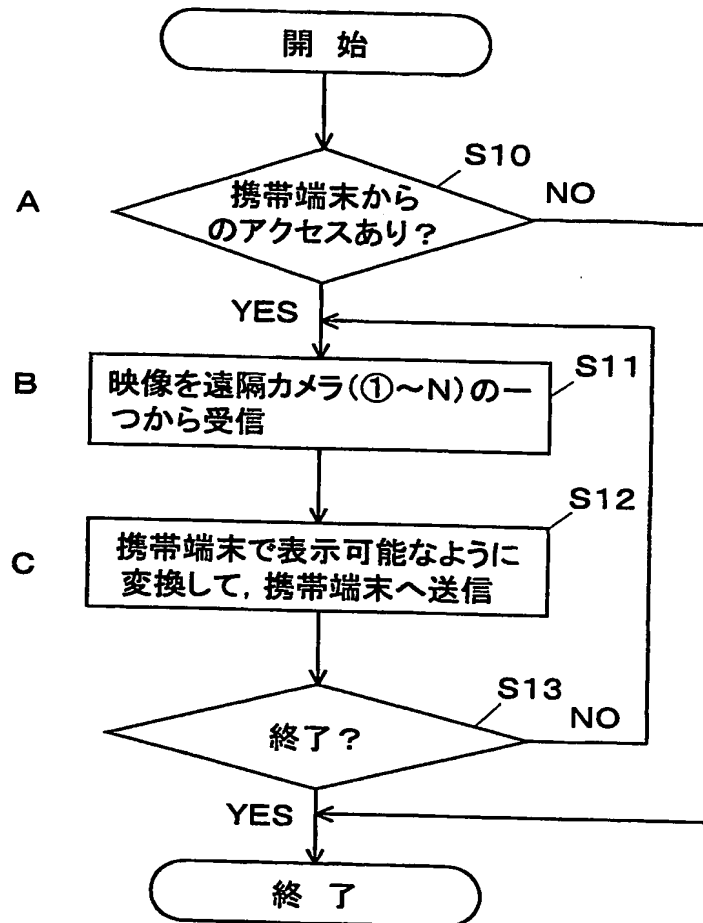 開始
S10
A
携帯端末から
のアクセスあり？
NO
YES
B
S11
映像を遠隔カメラ(①～N)の一
つから受信
S12
C
携帯端末で表示可能なように
変換して，携帯端末へ送信
S13
終了？
NO
YES
終了